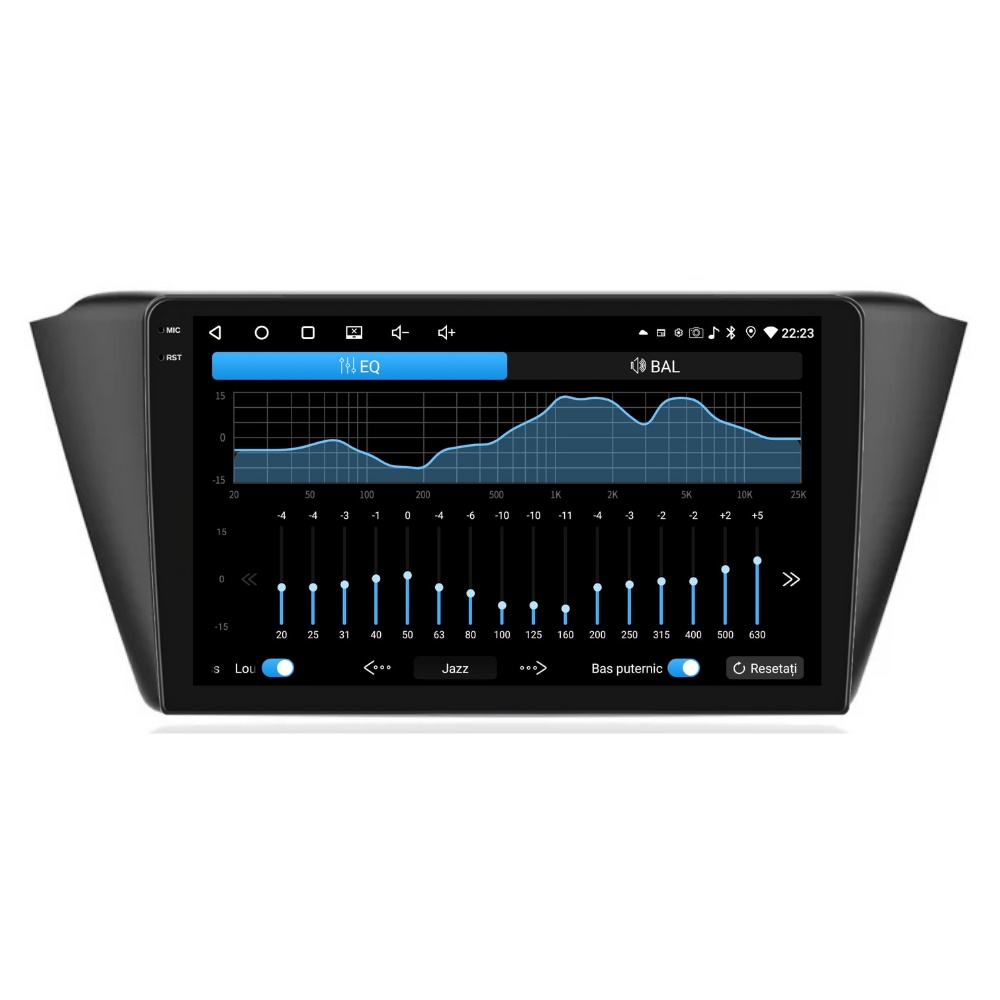 MIC
RST
22:23
EQ
BAL
15
0
-15
20 50 100 200 500 1K 2K 5K 10K 25K
-4 -4 -3 -1 0 -4 -6 -10 -10 -11 -4 -3 -2 -2 +2 +5
15
0
-15
20 25 31 40 50 63 80 100 125 160 200 250 315 400 500 630
s Lou Jazz Bas puternic Resetați